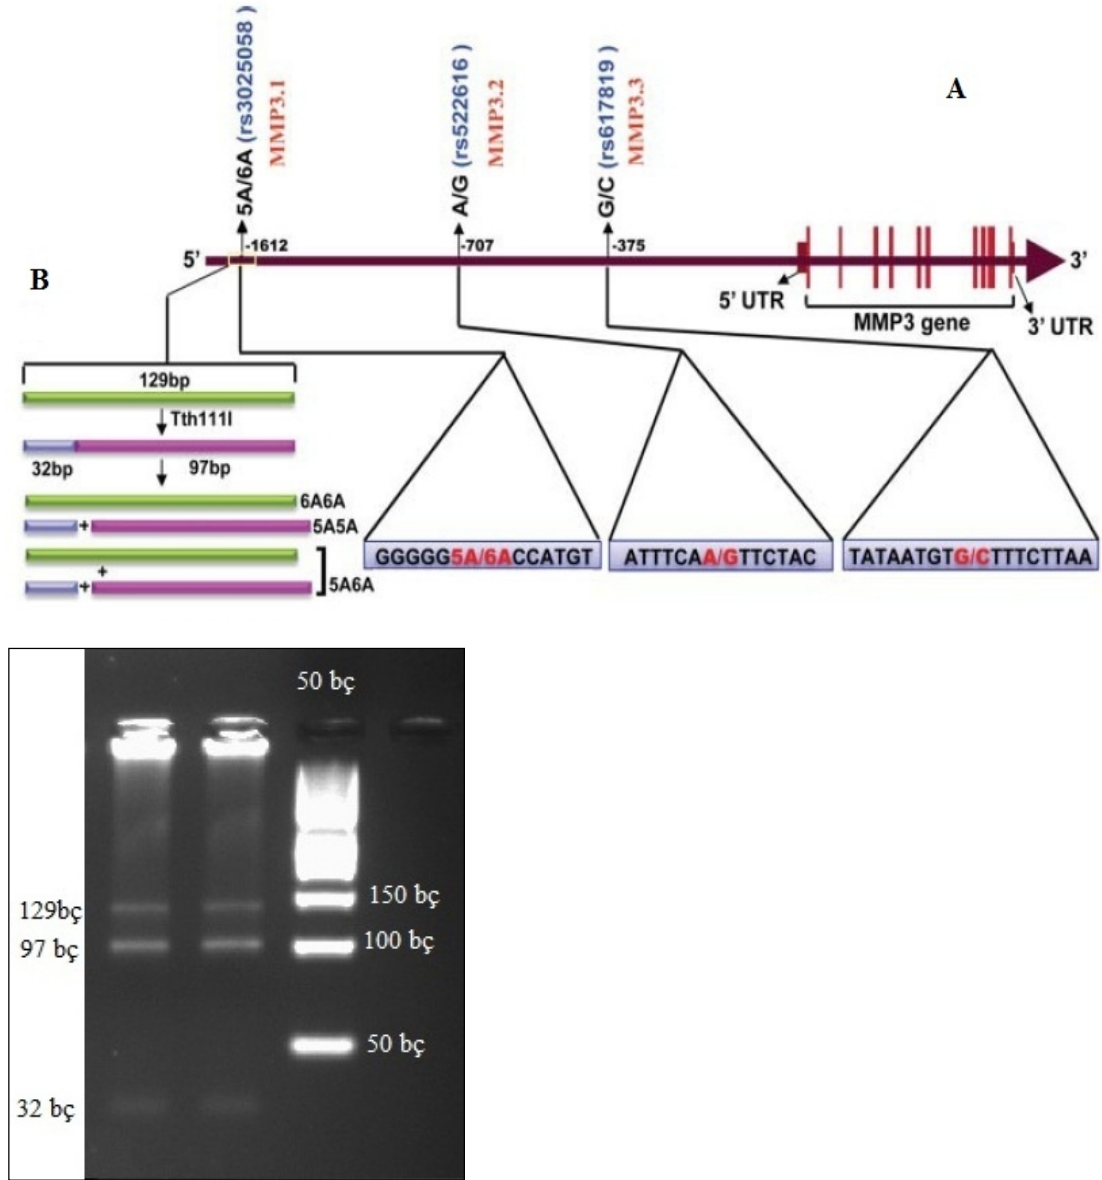 5A/6A (rs3025058 )
MMP3.1
A/G (rs522616 )
MMP3.2
G/C (rs617819 )
MMP3.3
A
-1612
-707
-375
5’
3’
B
5’ UTR
MMP3 gene
3’ UTR
129bp
Tth111I
32bp
97bp
6A6A
+
5A5A
+
+
5A6A
GGGGG5A/6ACCATGT
ATTTCAA/GTTCTAC
TATAATGTG/CTTTCTTAA
50 bç
150 bç
129bç
100 bç
97 bç
50 bç
32 bç